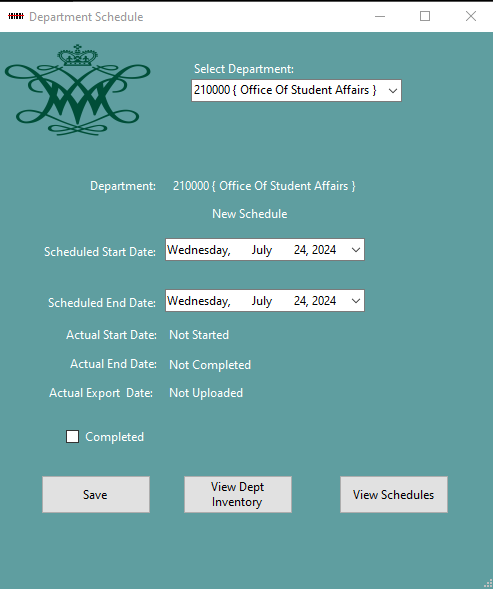 Department Schedule
Select Department:
210000 { Office Of Student Affairs }
Department: 210000 { Office Of Student Affairs }
New Schedule
Scheduled Start Date: Wednesday, July 24, 2024
Scheduled End Date: Wednesday, July 24, 2024
Actual Start Date: Not Started
Actual End Date: Not Completed
Actual Export Date: Not Uploaded
Completed
Save
View Dept
Inventory
View Schedules